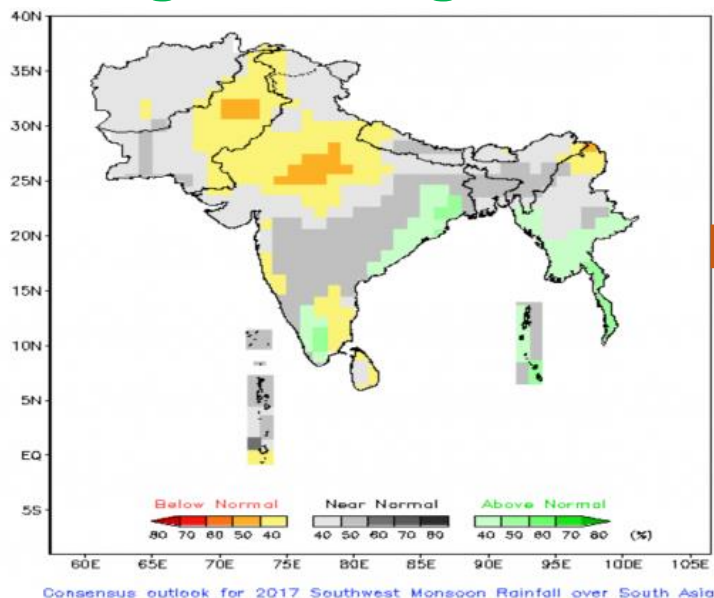 40N
35N
30N
25N
20N
15N
10N
5N
EQ
5S
Below Normal Near Normal Above Normal
80 70 60 50 40 40 50 60 70 80 40 50 60 70 80 (%)
60E 65E 70E 75E 80E 85E 90E 95E 100E 105E
Consensus outlook for 2017 Southwest Monsoon Rainfall over South Asia